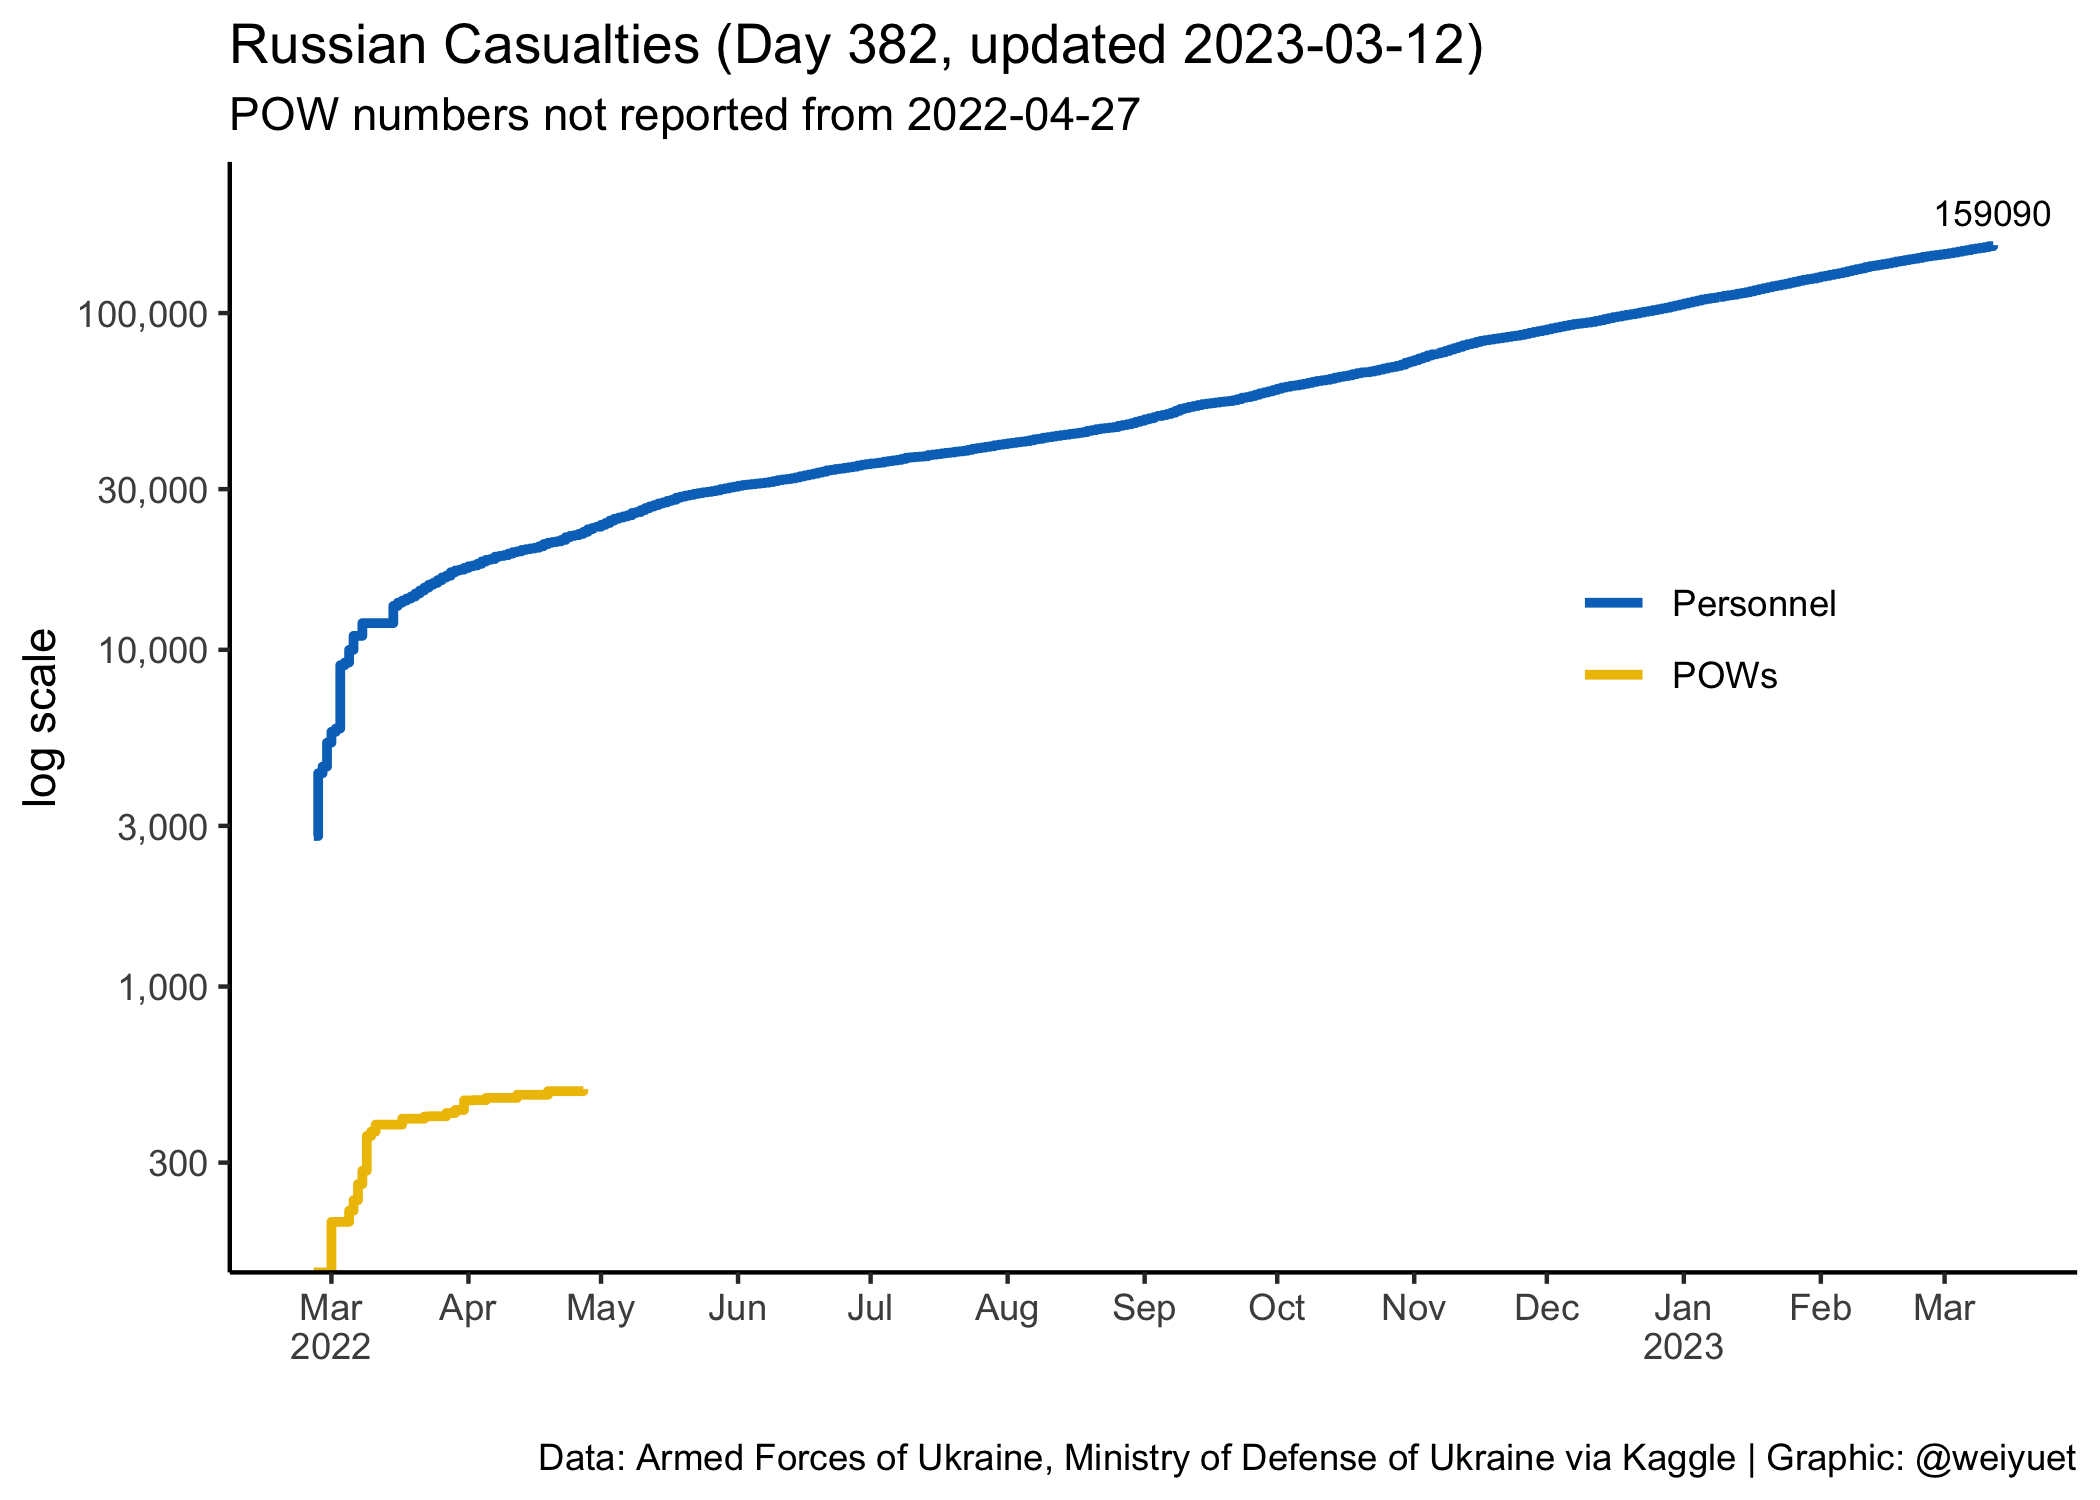 Russian Casualties (Day 382, updated 2023-03-12)
POW numbers not reported from 2022-04-27
159090
100,000
30,000
10,000
3,000
1,000
300
log scale
Personnel
POWs
Mar Apr May Jun Jul Aug Sep Oct Nov Dec Jan Feb Mar
2022 2023
Data: Armed Forces of Ukraine, Ministry of Defense of Ukraine via Kaggle | Graphic: @weiyuet